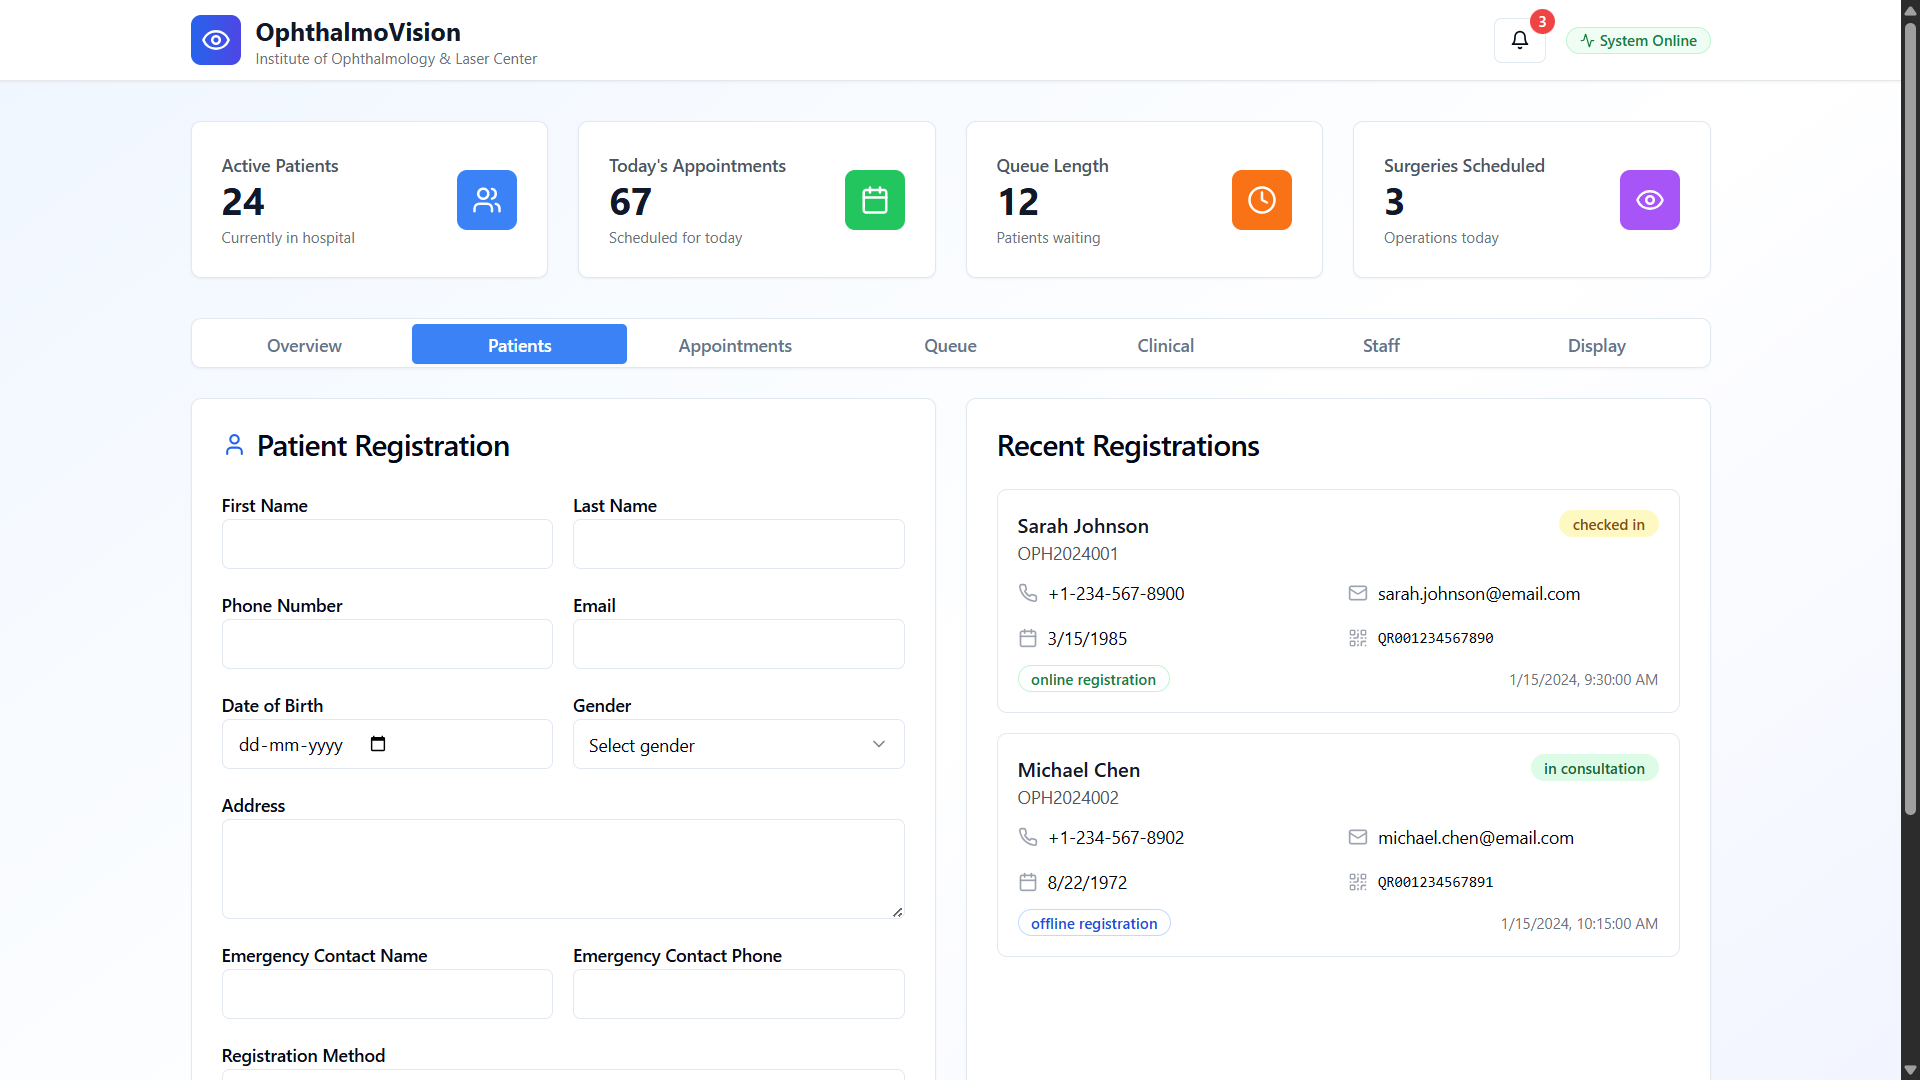 OphthalmoVision
Institute of Ophthalmology & Laser Center
3
System Online
Active Patients
24
Currently in hospital
Today's Appointments
67
Scheduled for today
Queue Length
12
Patients waiting
Surgeries Scheduled
3
Operations today
Overview
Patients
Appointments
Queue
Clinical
Staff
Display
Patient Registration
First Name
Last Name
Phone Number
Email
Date of Birth
Gender
dd-mm-yyyy
Select gender
Address
Emergency Contact Name
Emergency Contact Phone
Registration Method
Recent Registrations
Sarah Johnson
checked in
OPH2024001
+1-234-567-8900
sarah.johnson@email.com
3/15/1985
QR001234567890
online registration
1/15/2024, 9:30:00 AM
Michael Chen
in consultation
OPH2024002
+1-234-567-8902
michael.chen@email.com
8/22/1972
QR001234567891
offline registration
1/15/2024, 10:15:00 AM